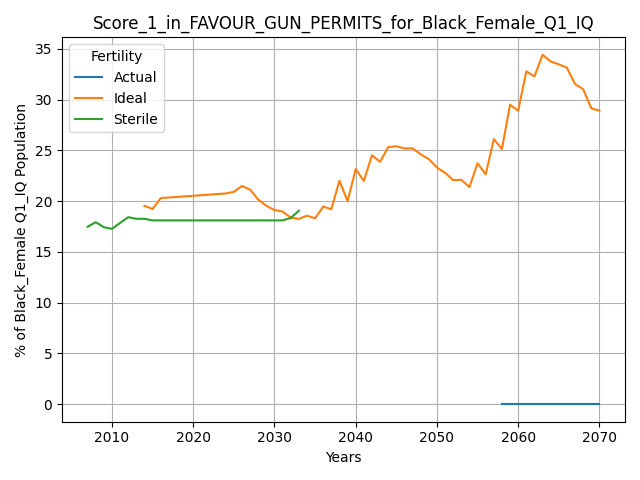 Score_1_in_FAVOUR_GUN_PERMITS_for_Black_Female_Q1_IQ
Fertility
Actual
Ideal
Sterile
% of Black_Female Q1_IQ Population
35
30
25
20
15
10
5
0
2010 2020 2030 2040 2050 2060 2070
Years